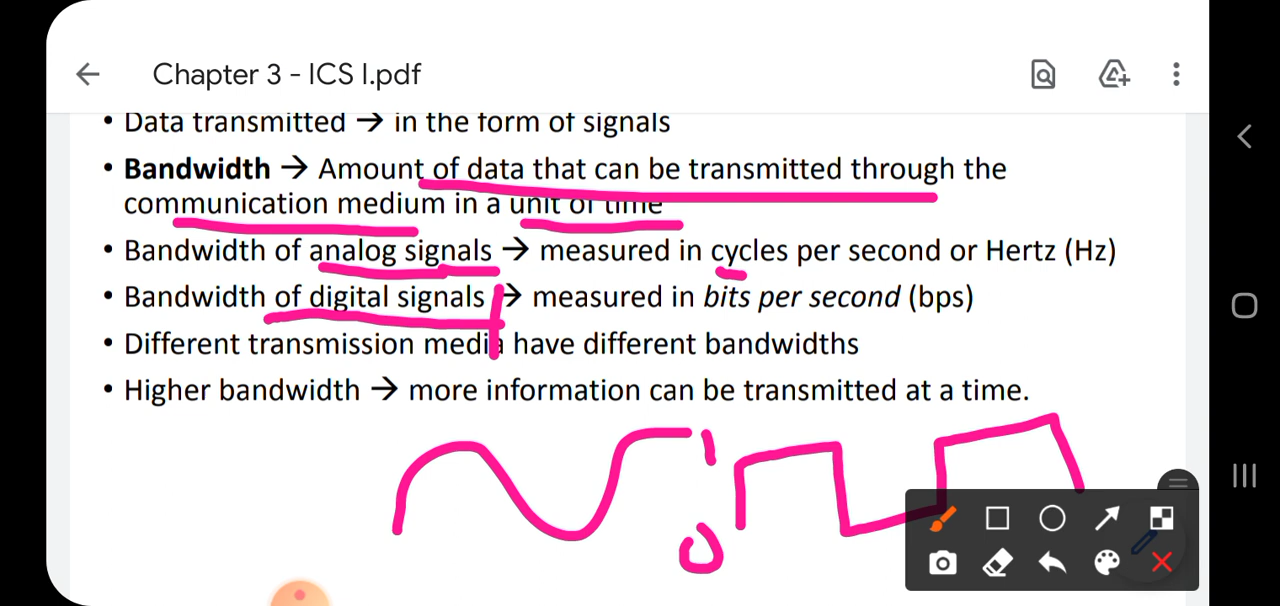 Chapter 3 - ICS I.pdf
• Data transmitted → in the form of signals
• Bandwidth → Amount of data that can be transmitted through the
communication medium in a unit of time
• Bandwidth of analog signals → measured in cycles per second or Hertz (Hz)
• Bandwidth of digital signals → measured in bits per second (bps)
• Different transmission media have different bandwidths
• Higher bandwidth → more information can be transmitted at a time.
1
0